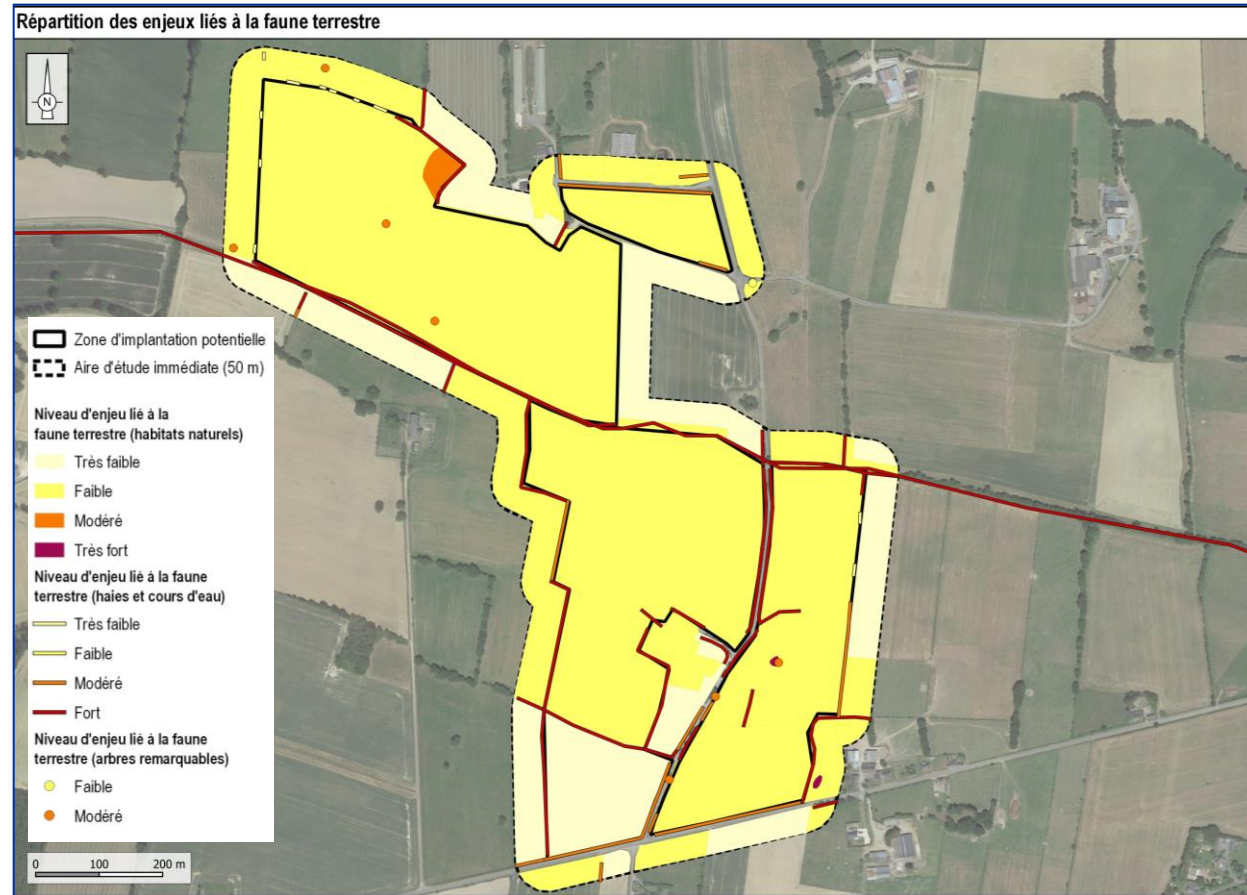 Répartition des enjeux liés à la faune terrestre
N
Zone d'implantation potentielle
Aire d'étude immédiate (50 m)
Niveau d'enjeu lié à la
faune terrestre (habitats naturels)
Très faible
Faible
Modéré
Très fort
Niveau d'enjeu lié à la faune
terrestre (haies et cours d'eau)
Très faible
Faible
Modéré
Fort
Niveau d'enjeu lié à la faune
terrestre (arbres remarquables)
Faible
Modéré
0 100 200 m